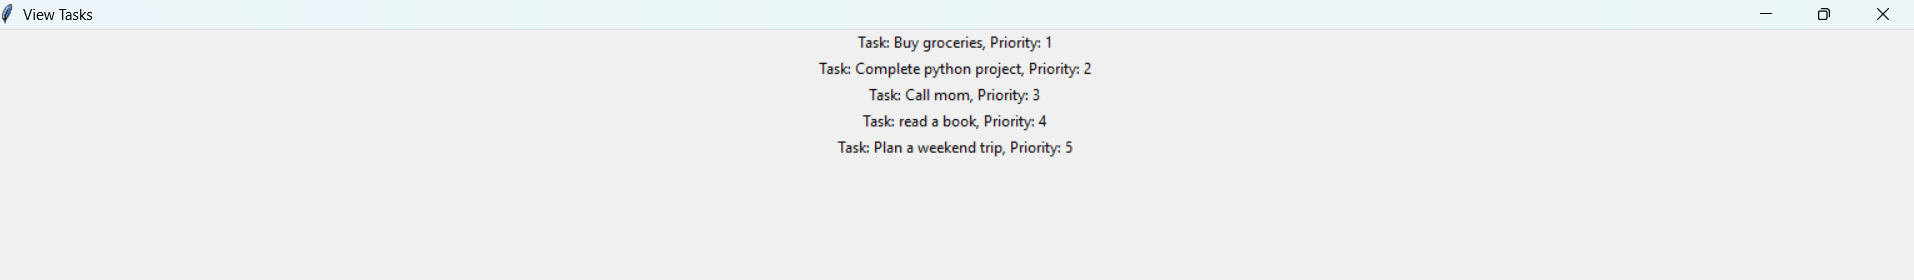 View Tasks
Task: Buy groceries, Priority: 1
Task: Complete python project, Priority: 2
Task: Call mom, Priority: 3
Task: read a book, Priority: 4
Task: Plan a weekend trip, Priority: 5